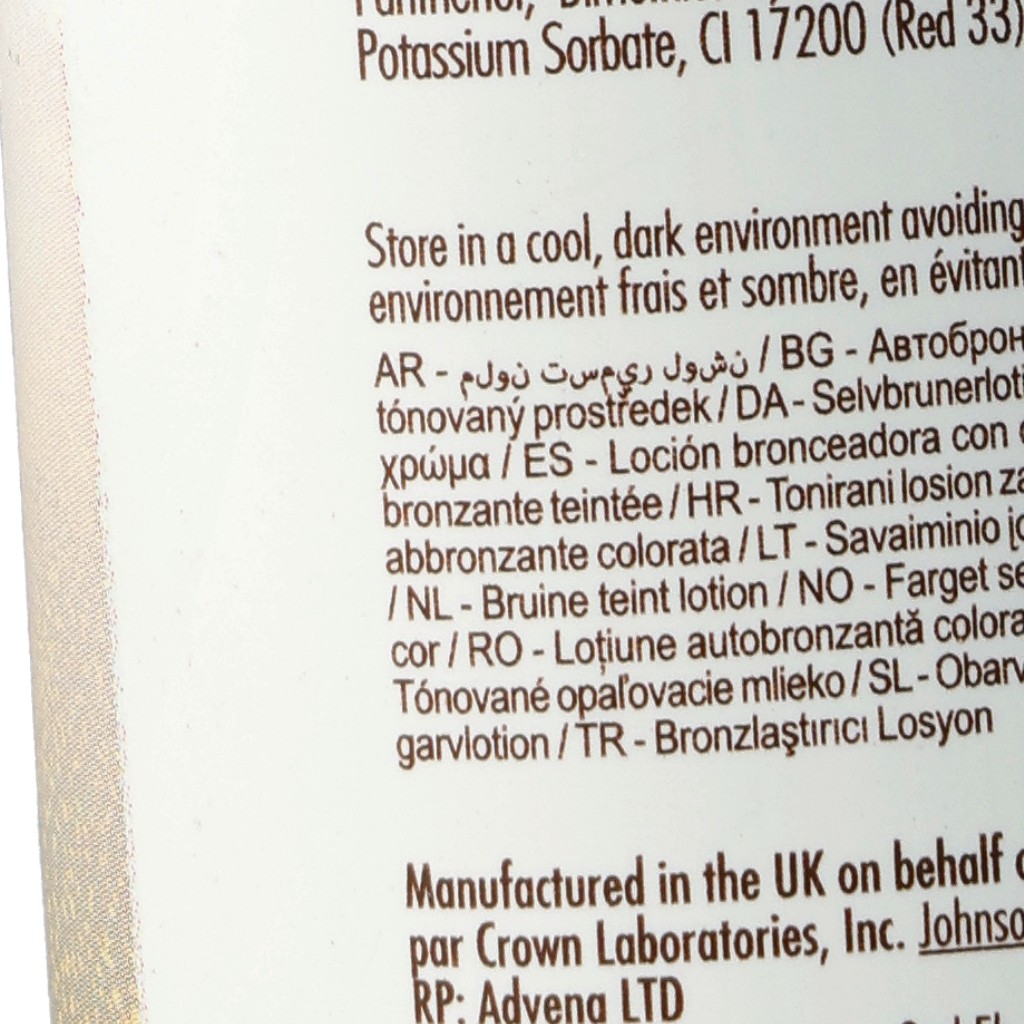 Potassium Sorbate, CI 17200 (Red 33)
Store in a cool, dark environment avoiding
environnement frais et sombre, en évitant
AR - نشول ريمست نولم / BG - Автоброн
tónovaný prostředek / DA - Selvbrunerloti
χρώμα / ES - Loción bronceadora con
bronzante teintée / HR - Tonirani losion za
abbronzante colorata / LT - Savaiminio
/ NL - Bruine teint lotion / NO - Farget se
cor / RO - Loțiune autobronzantă colora
Tónované opaľovacie mlieko / SL - Obarv
garvlotion / TR - Bronzlaştırıcı Losyon
Manufactured in the UK on behalf
par Crown Laboratories, Inc. Johnso
RP: Advena LTD